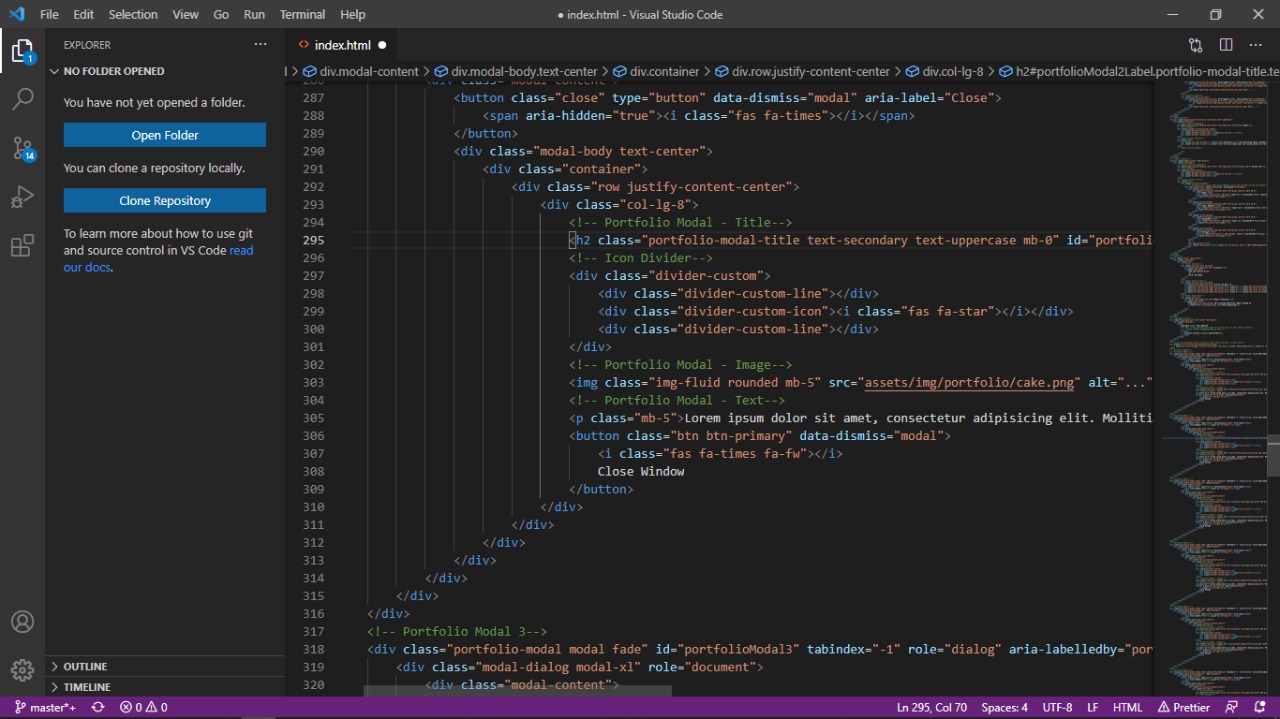 File Edit Selection View Go Run Terminal Help
● index.html - Visual Studio Code
EXPLORER
1
14
NO FOLDER OPENED
You have not yet opened a folder.
Open Folder
You can clone a repository locally.
Clone Repository
To learn more about how to use git
and source control in VS Code read
our docs.
OUTLINE
TIMELINE
<> index.html ●
div.modal-content > div.modal-body.text-center > div.container > div.row.justify-content-center > div.col-lg-8 > h2#portfolioModal2Label.portfolio-modal-title.te
286 <div class="modal-content">
287 <button class="close" type="button" data-dismiss="modal" aria-label="Close">
288 <span aria-hidden="true"><i class="fas fa-times"></i></span>
289 </button>
290 <div class="modal-body text-center">
291 <div class="container">
292 <div class="row justify-content-center">
293 <div class="col-lg-8">
294 <!-- Portfolio Modal - Title-->
295 <h2 class="portfolio-modal-title text-secondary text-uppercase mb-0" id="portfoli
296 <!-- Icon Divider-->
297 <div class="divider-custom">
298 <div class="divider-custom-line"></div>
299 <div class="divider-custom-icon"><i class="fas fa-star"></i></div>
300 <div class="divider-custom-line"></div>
301 </div>
302 <!-- Portfolio Modal - Image-->
303 <img class="img-fluid rounded mb-5" src="assets/img/portfolio/cake.png" alt="..."
304 <!-- Portfolio Modal - Text-->
305 <p class="mb-5">Lorem ipsum dolor sit amet, consectetur adipisicing elit. Molliti
306 <button class="btn btn-primary" data-dismiss="modal">
307 <i class="fas fa-times fa-fw"></i>
308 Close Window
309 </button>
310 </div>
311 </div>
312 </div>
313 </div>
314 </div>
315 </div>
316 </div>
317 <!-- Portfolio Modal 3-->
318 <div class="portfolio-modal modal fade" id="portfolioModal3" tabindex="-1" role="dialog" aria-labelledby="por
319 <div class="modal-dialog modal-xl" role="document">
320 <div class="modal-content">
master*+ 0 0 Ln 295, Col 70 Spaces: 4 UTF-8 LF HTML Prettier